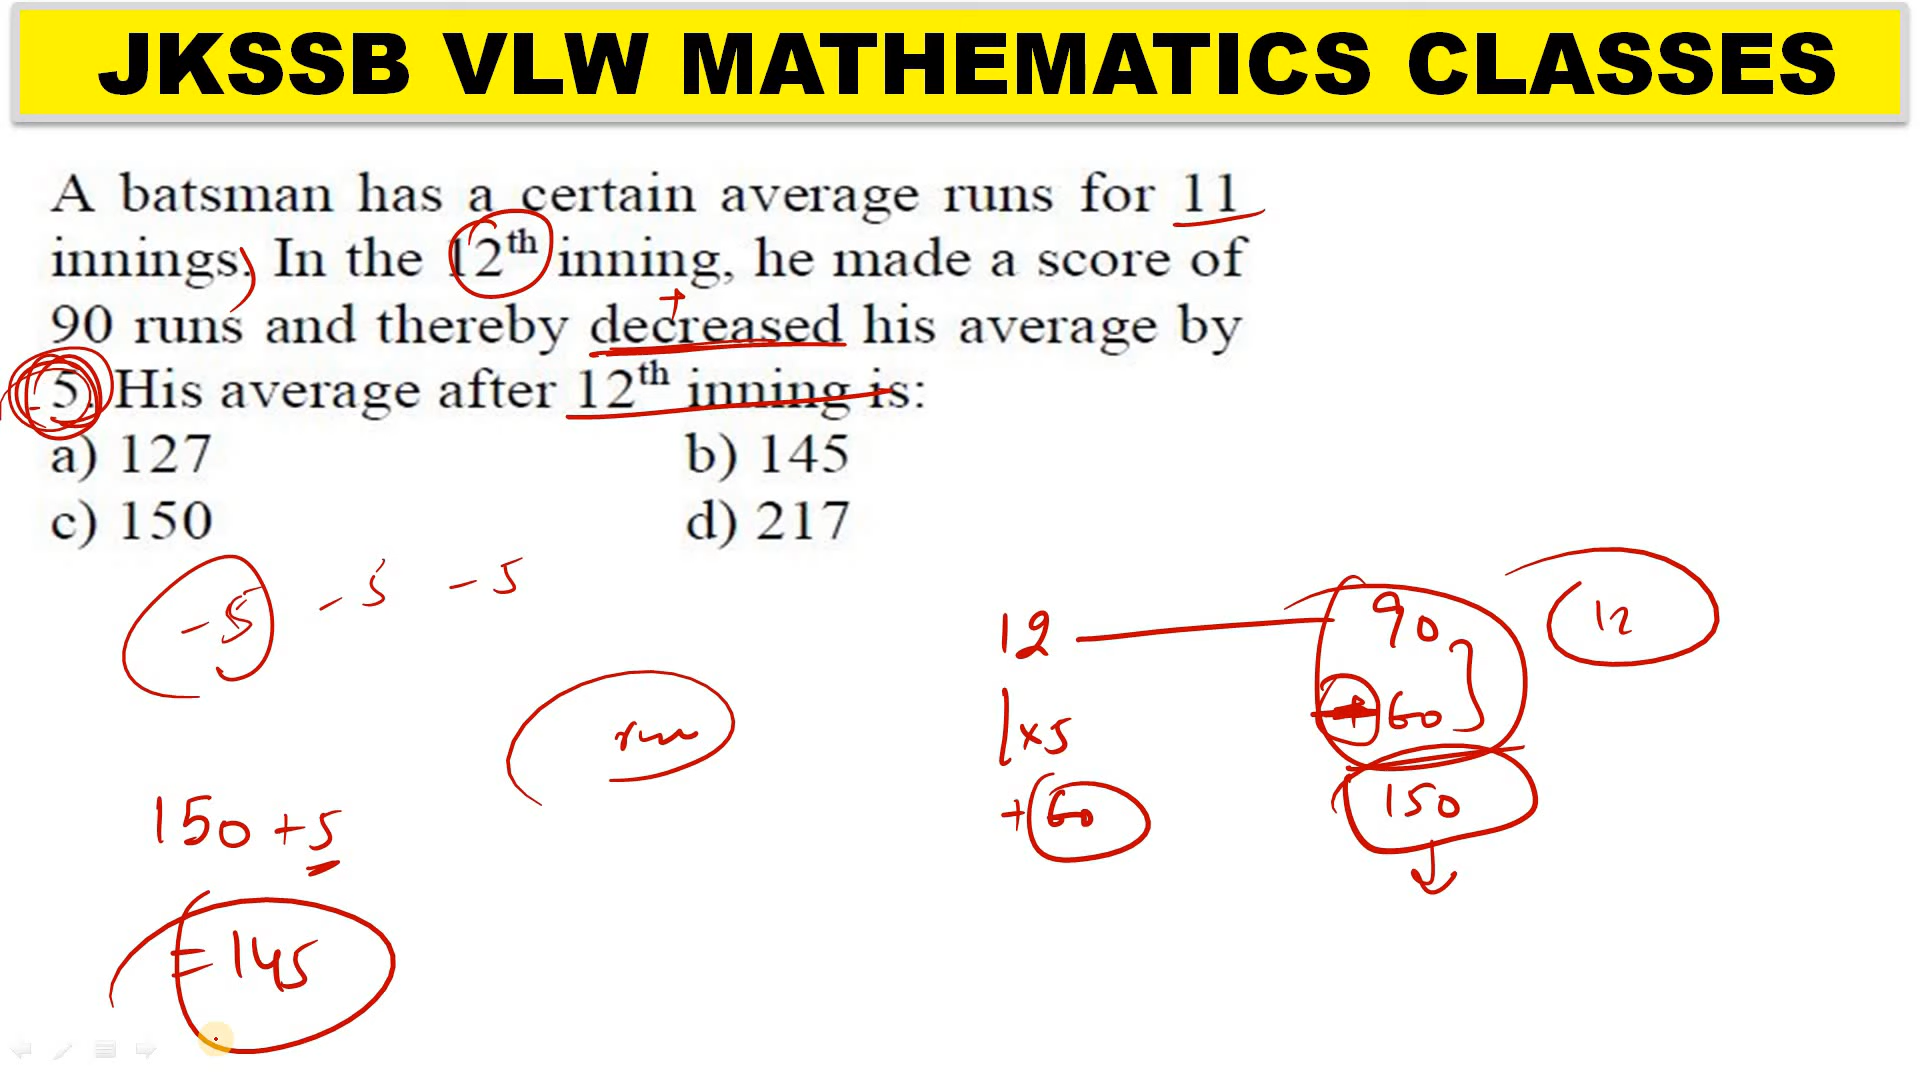 JKSSB VLW MATHEMATICS CLASSES
A batsman has a certain average runs for 11
innings. In the 12th inning, he made a score of
90 runs and thereby decreased his average by
5. His average after 12th inning is:
a) 127 b) 145
c) 150 d) 217
-5 -5 -5
run
150 + 5
= 145
12 90
12
+ 60
1 x 5
+ 60
150